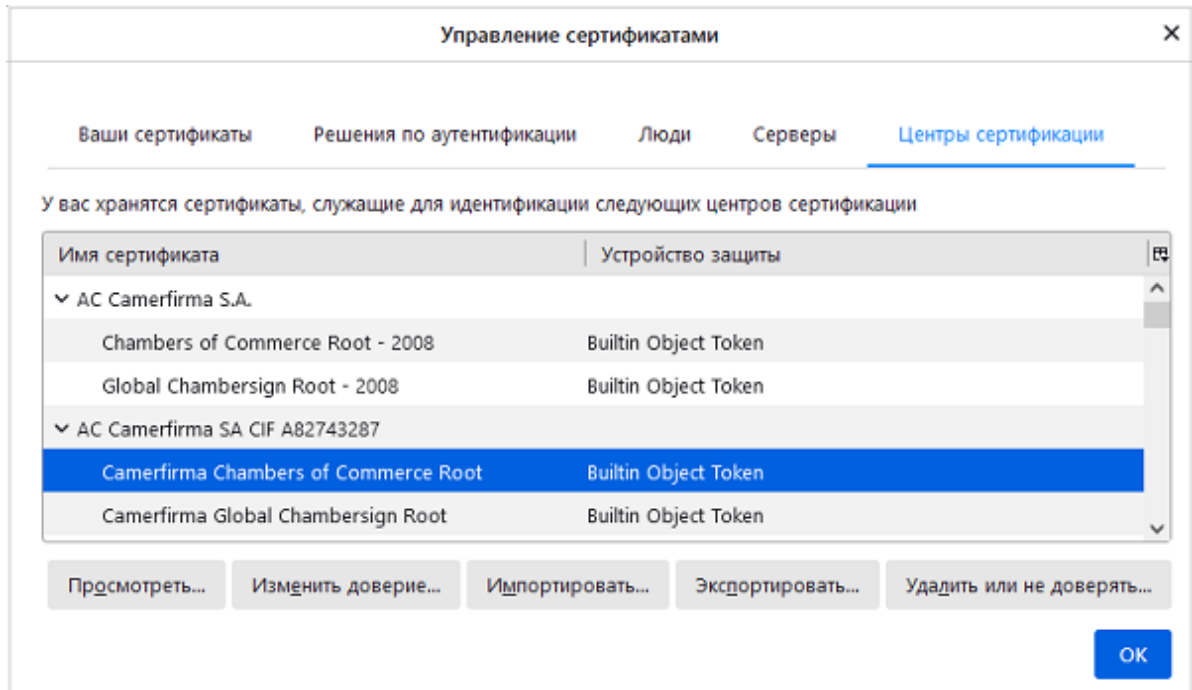 Управление сертификатами
Ваши сертификаты Решения по аутентификации Люди Серверы Центры сертификации
У вас хранятся сертификаты, служащие для идентификации следующих центров сертификации
Имя сертификата Устройство защиты
AC Camerfirma S.A.
Chambers of Commerce Root - 2008 Builtin Object Token
Global Chambersign Root - 2008 Builtin Object Token
AC Camerfirma SA CIF A82743287
Camerfirma Chambers of Commerce Root Builtin Object Token
Camerfirma Global Chambersign Root Builtin Object Token
Просмотреть... Изменить доверие... Импортировать... Экспортировать... Удалить или не доверять...
ОК